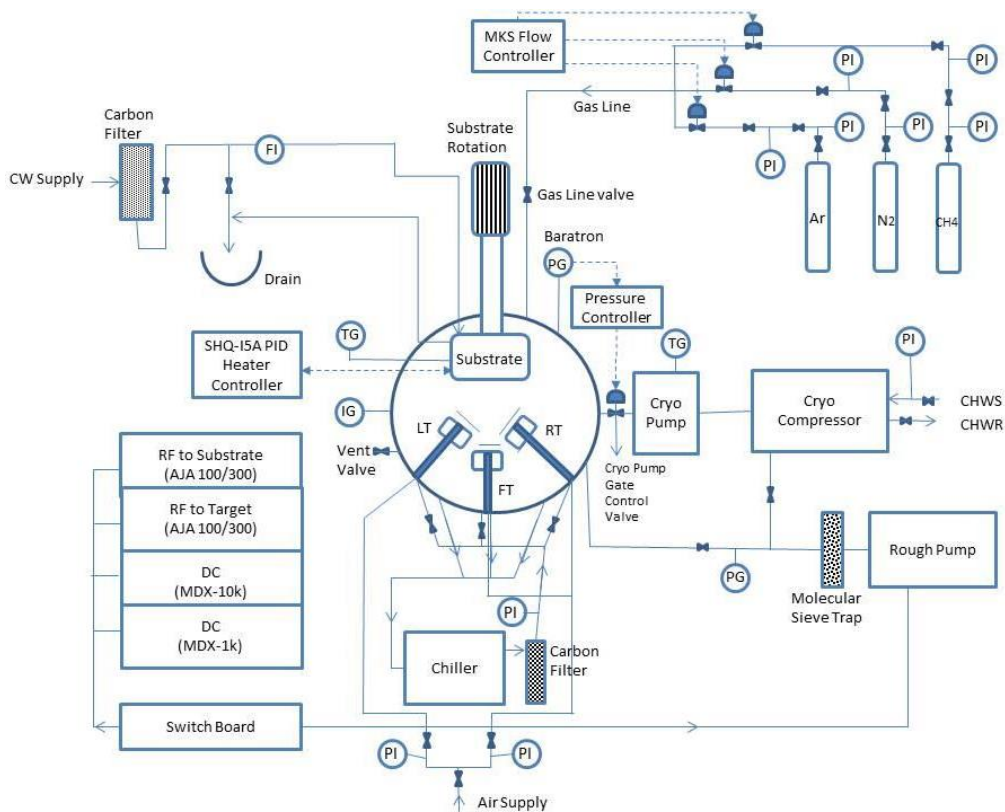 MKS Flow
Controller
PI
PI
Gas Line
Carbon
Filter
Substrate
Rotation
FI
PI
PI
PI
PI
CW Supply
Gas Line valve
Ar
N2
CH4
Baratron
PG
Drain
Pressure
Controller
SHQ-I5A PID
Heater
Controller
TG
Substrate
TG
PI
IG
Cryo
Pump
Cryo
Compressor
CHWS
CHWR
LT
RT
FT
Vent
Valve
Cryo Pump
Gate
Control
Valve
RF to Substrate
(AJA 100/300)
RF to Target
(AJA 100/300)
DC
(MDX-10k)
DC
(MDX-1k)
Rough Pump
PG
Molecular
Sieve Trap
PI
Chiller
Carbon
Filter
Switch Board
PI
PI
Air Supply